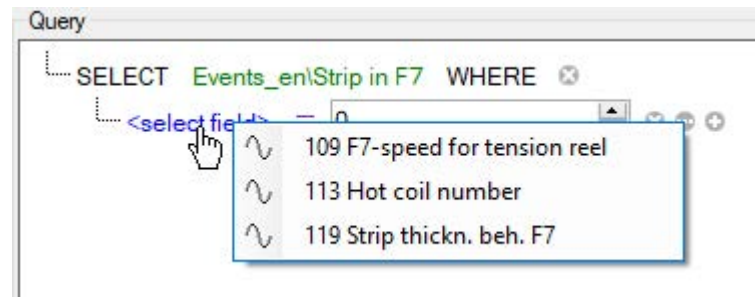 Query
SELECT Events_en\Strip in F7 WHERE
<select field> = 0
109 F7-speed for tension reel
113 Hot coil number
119 Strip thickn. beh. F7